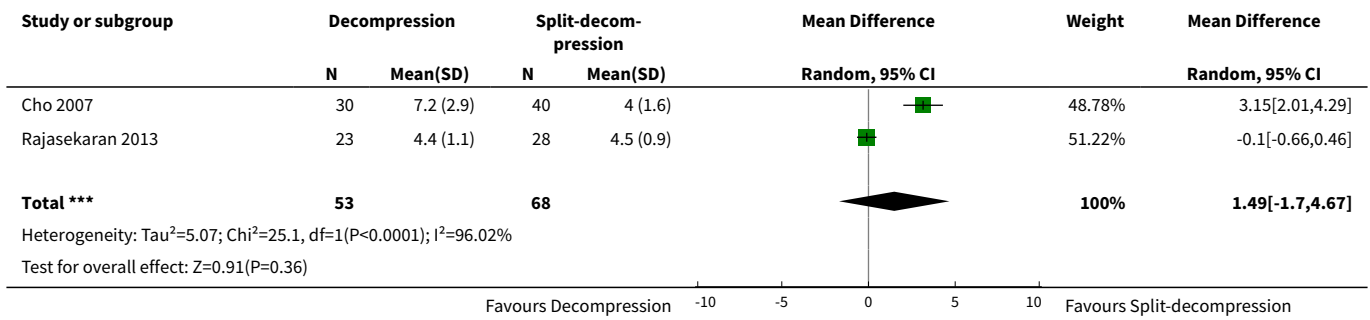 Study or subgroup Decompression Split-decom- Mean Difference Weight Mean Difference
pression
N Mean(SD) N Mean(SD) Random, 95% CI Random, 95% CI
Cho 2007 30 7.2 (2.9) 40 4 (1.6) 48.78% 3.15[2.01,4.29]
Rajasekaran 2013 23 4.4 (1.1) 28 4.5 (0.9) 51.22% -0.1[-0.66,0.46]
Total *** 53 68 100% 1.49[-1.7,4.67]
Heterogeneity: Tau²=5.07; Chi²=25.1, df=1(P<0.0001); I²=96.02%
Test for overall effect: Z=0.91(P=0.36)
Favours Decompression -10 -5 0 5 10 Favours Split-decompression